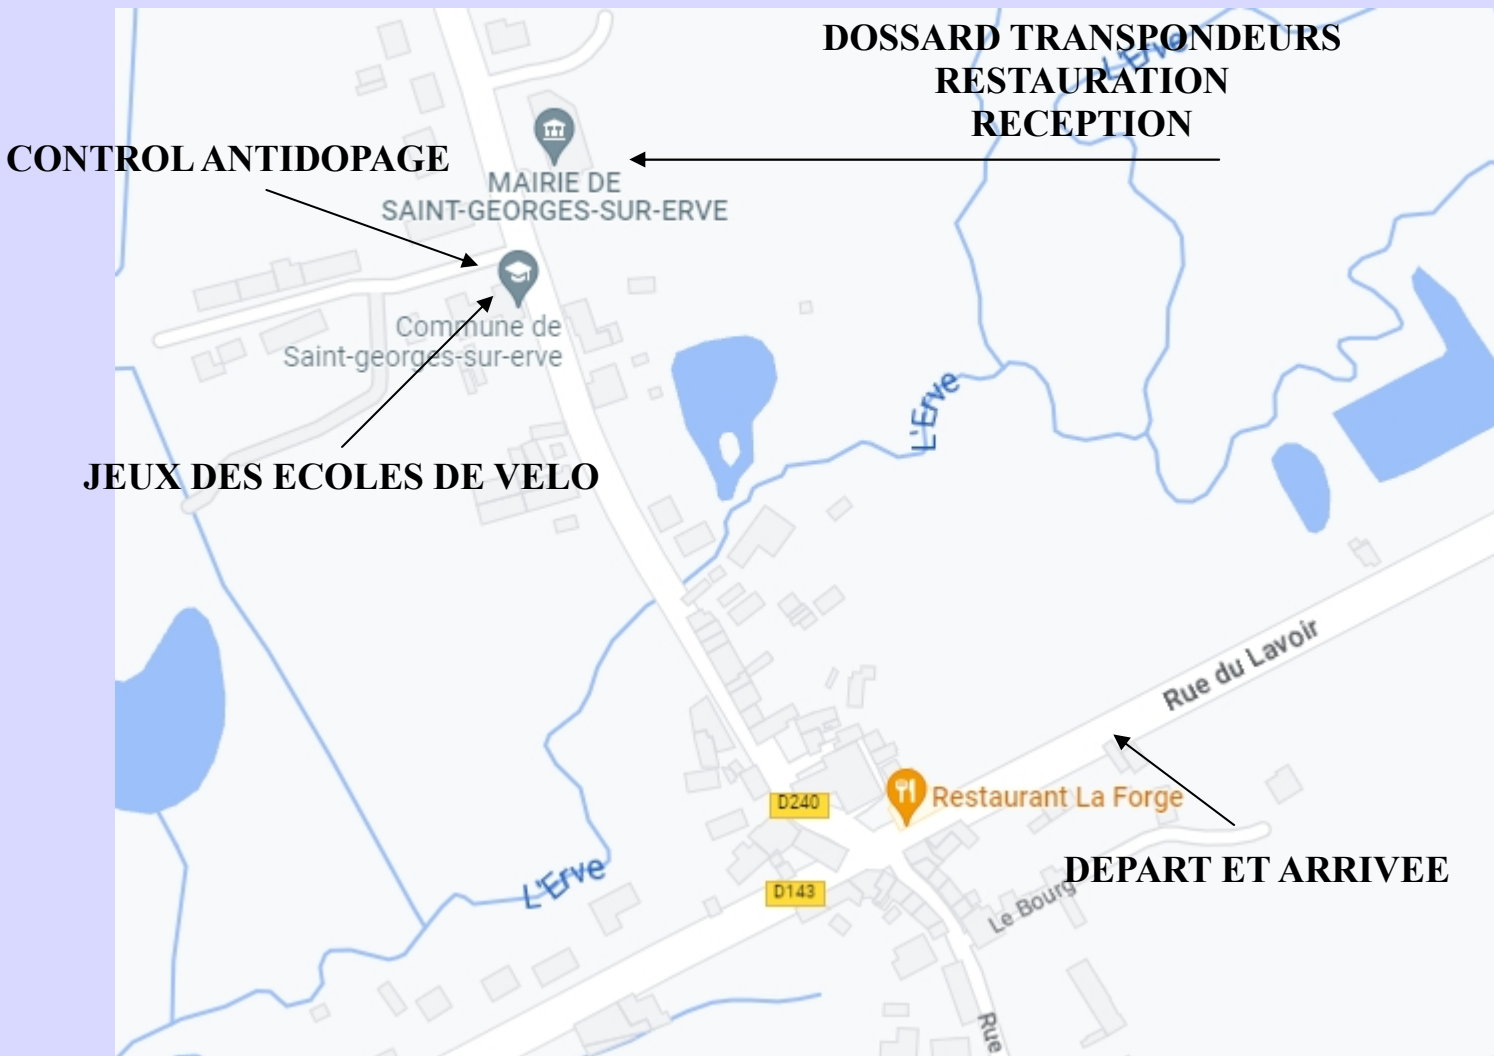 DOSSARD TRANSPONDEURS
RESTAURATION
RECEPTION
L'Erve
CONTROL ANTIDOPAGE
MAIRIE DE
SAINT-GEORGES-SUR-ERVE
Commune de
Saint-georges-sur-erve
L'Erve
JEUX DES ECOLES DE VELO
Rue du Lavoir
D240
Restaurant La Forge
DEPART ET ARRIVEE
L'Erve
D143
Le Bourg
Rue